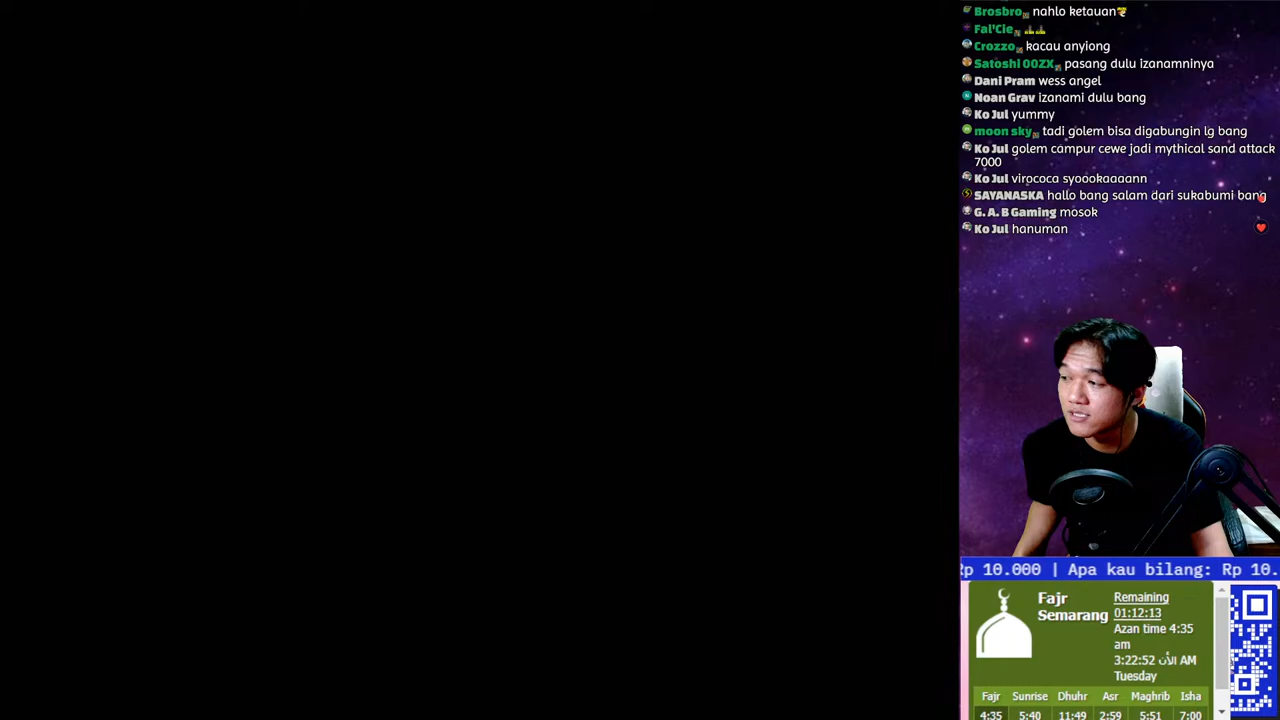 Brosbro nahlo ketauan
Fal'Cie
Crozzo kacau anyiong
Satoshi 00ZX pasang dulu izanamninya
Dani Pram wess angel
Noan Grav izanami dulu bang
Ko Jul yummy
moon sky tadi golem bisa digabungin lg bang
Ko Jul golem campur cewe jadi mythical sand attack
7000
Ko Jul virococa syoookaaaann
SAYANASKA hallo bang salam dari sukabumi bang
G. A. B Gaming mosok
Ko Jul hanuman
Rp 10.000 | Apa kau bilang: Rp 10.
Fajr
Semarang
Remaining
01:12:13
Azan time 4:35
am
3:22:52 الآن AM
Tuesday
Fajr Sunrise Dhuhr Asr Maghrib Isha
4:35 5:40 11:49 2:59 5:51 7:00